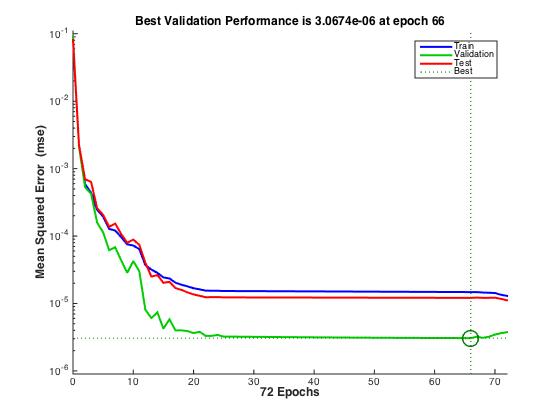 Best Validation Performance is 3.0674e-06 at epoch 66
Mean Squared Error (mse)
10-1
10-2
10-3
10-4
10-5
10-6
Train
Validation
Test
Best
0 10 20 30 40 50 60 70
72 Epochs